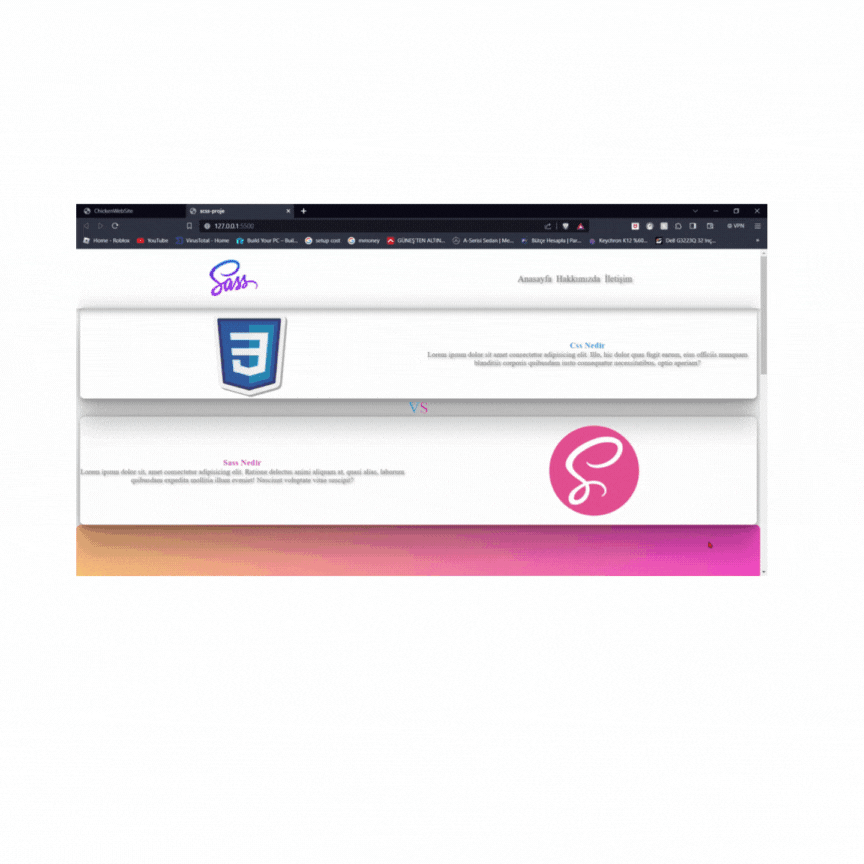 ChickenWebSite
scss-proje
127.0.0.1:5500
Home - Roblox
YouTube
VirusTotal - Home
Build Your PC - Buil...
setup cost
mmoney
GÜNEŞ'TEN ALTIN...
A-Serisi Sedan | Me...
Bütçe Hesapla | Par...
Keychron K12 %60...
Dell G3223Q 32 inç...
VPN
Sass
Anasayfa Hakkımızda İletişim
Css Nedir
Lorem ipsum dolor sit amet consectetur adipisicing elit. Illo, hic dolor quas fugit earum, eius officiis numquam
blanditiis corporis quibusdam iusto consequatur necessitatibus, optio aperiam?
VS
Sass Nedir
Lorem ipsum dolor sit, amet consectetur adipisicing elit. Ratione delectus animi aliquam ut, quasi alias, laborum
quibusdam expedita mollitia illum eveniet! Nesciunt voluptate vitae suscipit?